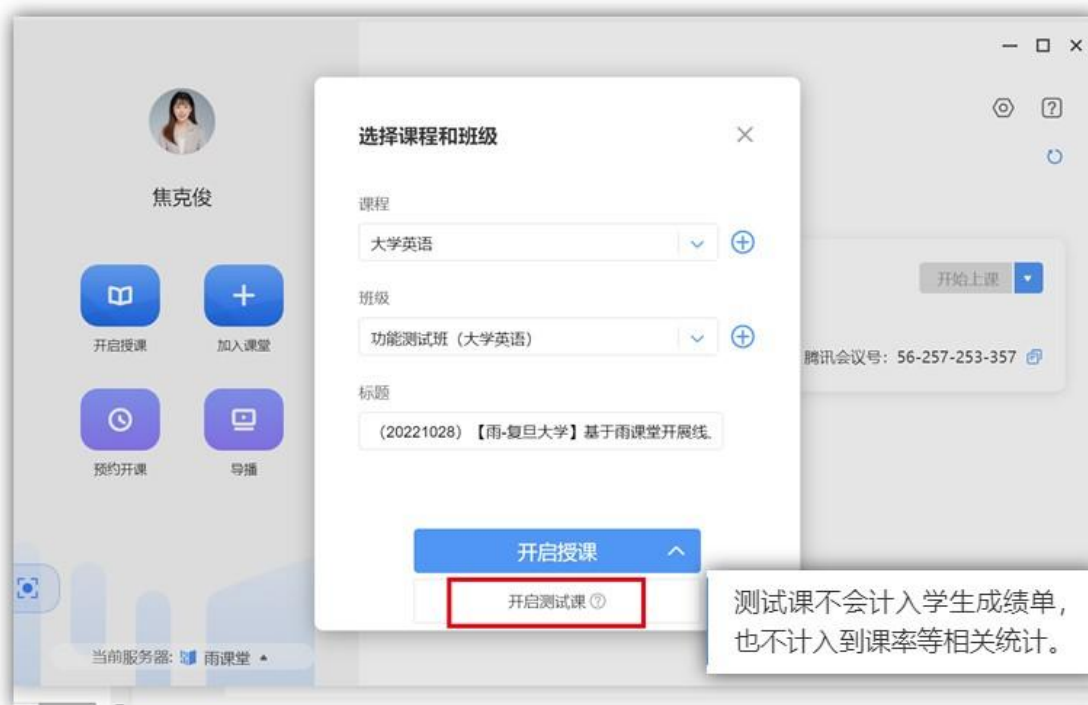 选择课程和班级
焦克俊
课程
大学英语
开始上课
开启授课
加入课堂
班级
功能测试班（大学英语）
腾讯会议号：56-257-253-357
标题
（20221028）【雨-复旦大学】基于雨课堂开展线
预约开课
导播
开启授课
开启测试课
测试课不会计入学生成绩单，
也不计入到课率等相关统计。
当前服务器: 雨课堂